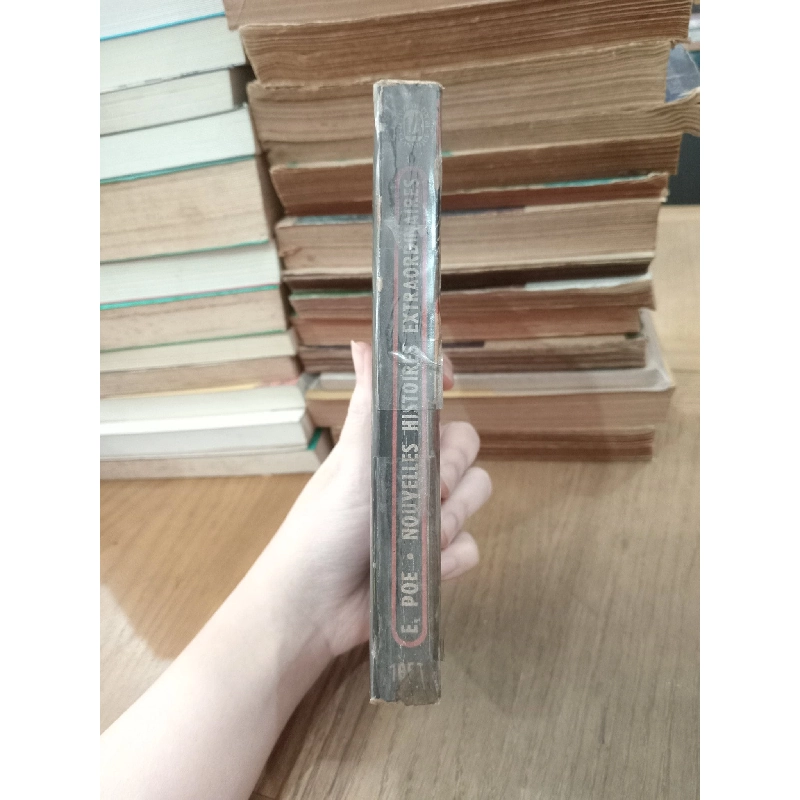 E. POE • NOUVELLES HISTOIRES EXTRAORDINAIRES